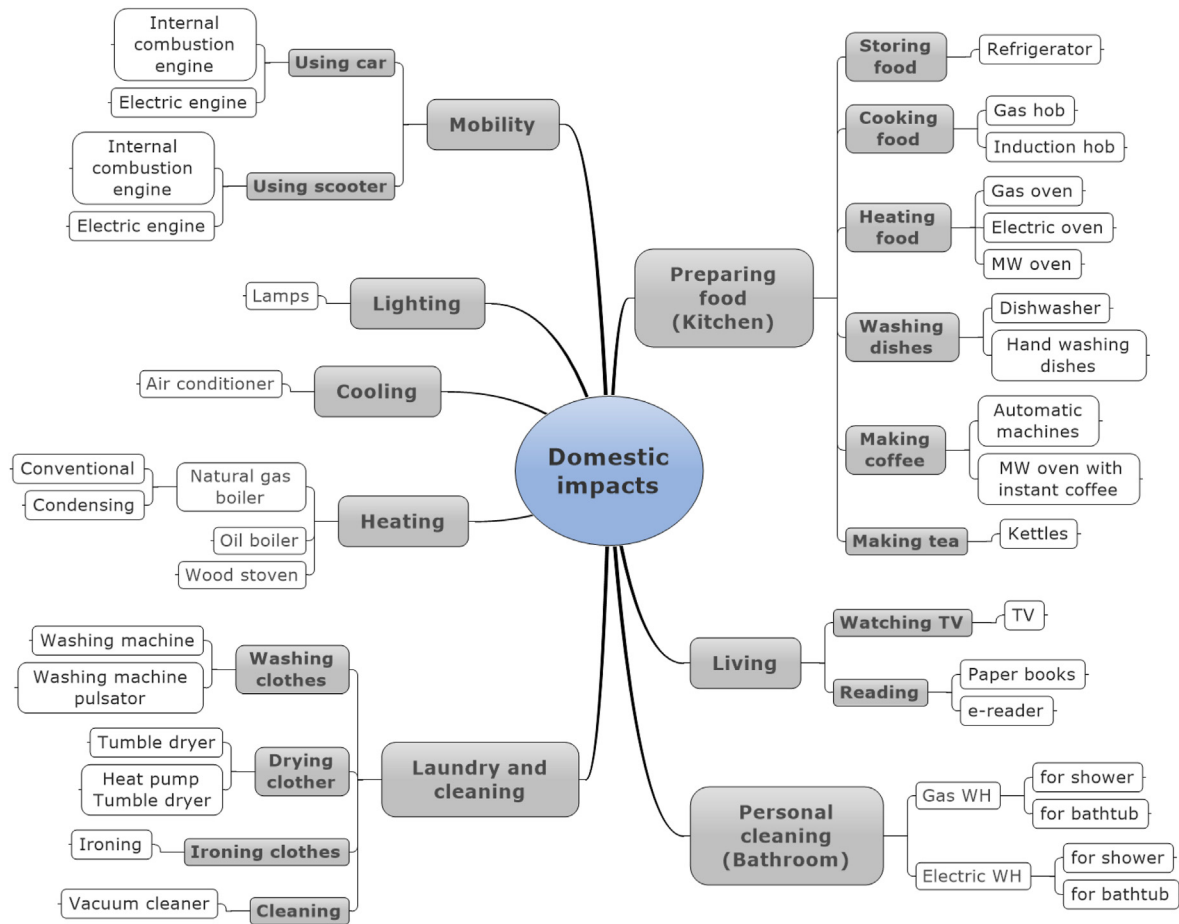 Domestic
impacts
Mobility
Using car
Internal
combustion
engine
Electric engine
Using scooter
Internal
combustion
engine
Electric engine
Lighting
Lamps
Cooling
Air conditioner
Heating
Natural gas
boiler
Conventional
Condensing
Oil boiler
Wood stoven
Laundry and
cleaning
Washing
clothes
Washing machine
Washing machine
pulsator
Drying
clother
Tumble dryer
Heat pump
Tumble dryer
Ironing clothes
Ironing
Cleaning
Vacuum cleaner
Preparing
food
(Kitchen)
Storing
food
Refrigerator
Cooking
food
Gas hob
Induction hob
Heating
food
Gas oven
Electric oven
MW oven
Washing
dishes
Dishwasher
Hand washing
dishes
Making
coffee
Automatic
machines
MW oven with
instant coffee
Making tea
Kettles
Living
Watching TV
TV
Reading
Paper books
e-reader
Personal
cleaning
(Bathroom)
Gas WH
for shower
for bathtub
Electric WH
for shower
for bathtub